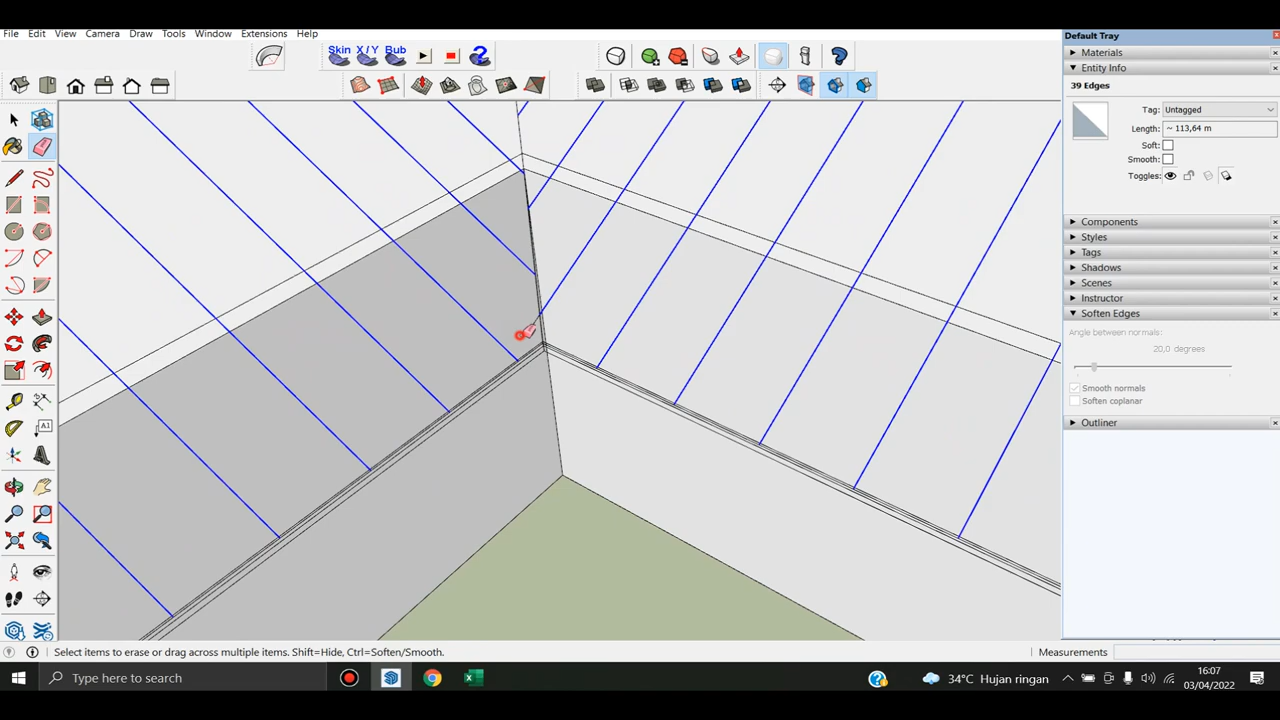 File Edit View Camera Draw Tools Window Extensions Help
Default Tray
Skin X/Y Bub
Materials
Entity Info
39 Edges
Tag: Untagged
Length: ~ 113,64 m
Soft:
Smooth:
Toggles:
Components
Styles
Tags
Shadows
Scenes
Instructor
Soften Edges
Angle between normals:
20,0 degrees
Smooth normals
Soften coplanar
Outliner
A1
Select items to erase or drag across multiple items. Shift=Hide, Ctrl=Soften/Smooth.
Measurements
Type here to search
34°C Hujan ringan
16:07
03/04/2022